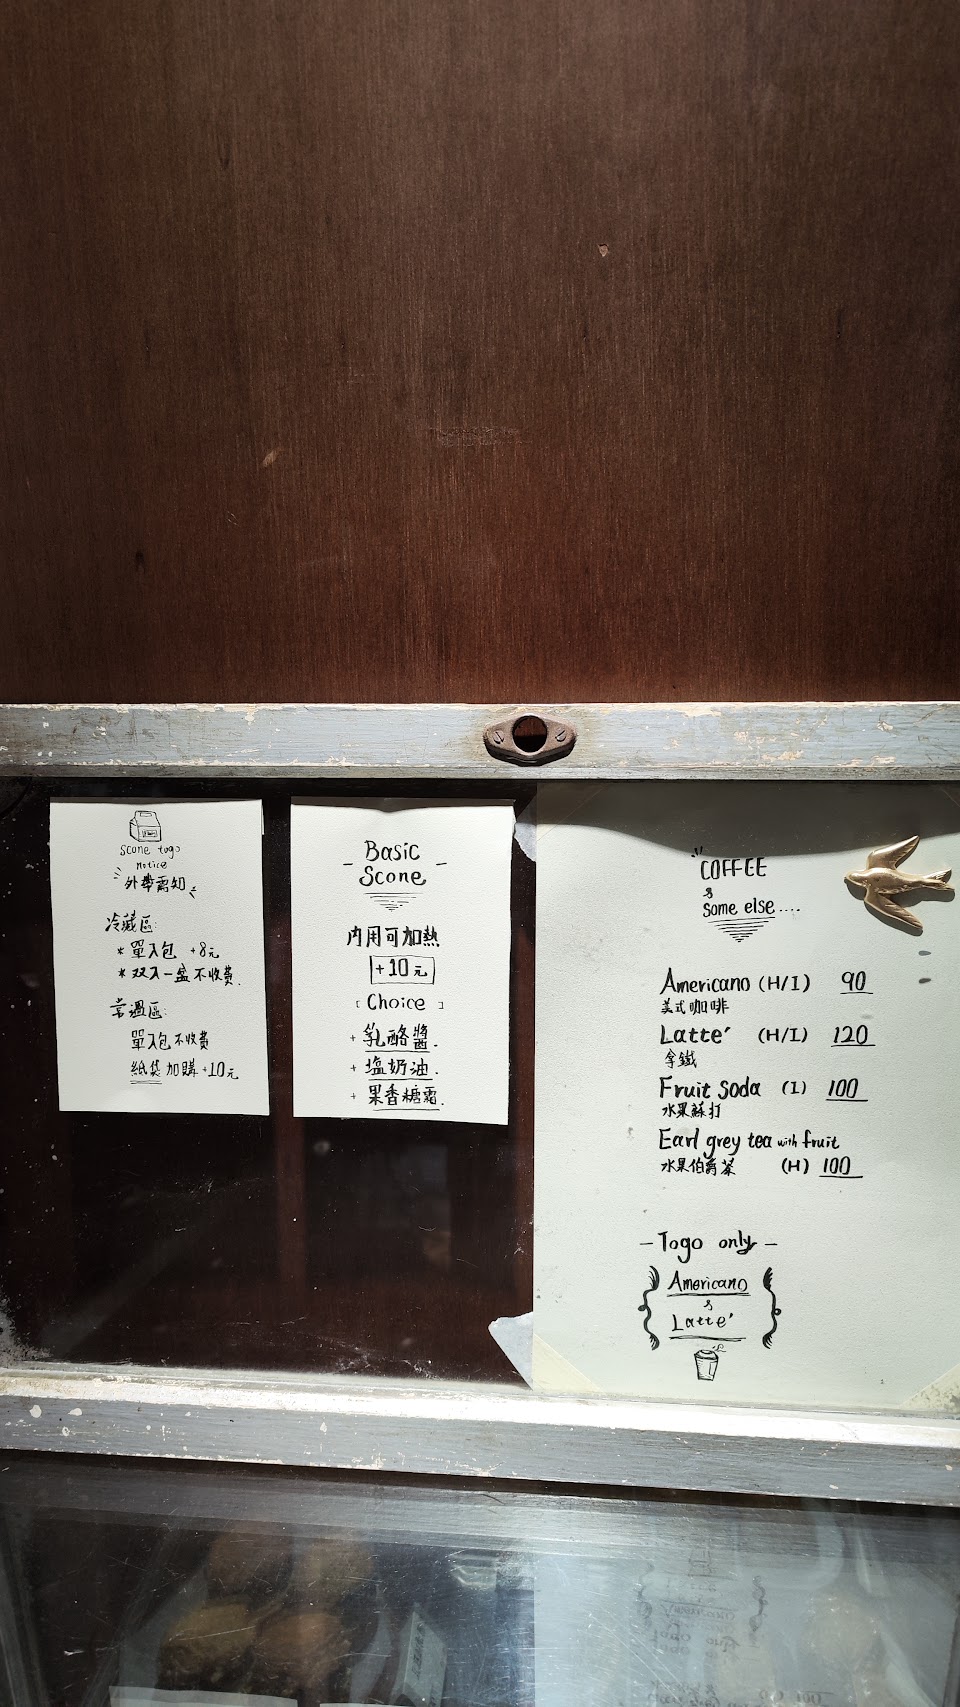 Scone togo
Notice
外帶需知
冷藏區:
* 單入包 +8元
* 双入一盒 不收費.
常溫區:
單入包 不收費
紙袋 加購 +10元
- Basic -
Scone
內用可加熱
+10元
[ Choice ]
+ 乳酪醬.
+ 塩奶油.
+ 果香糖霜.
COFFEE
&
some else....
Americano (H/I) 90
美式咖啡
Latte' (H/I) 120
拿鐵
Fruit soda (I) 100
水果蘇打
Earl grey tea with fruit
水果伯爵茶 (H) 100
- Togo only -
Americano
&
Latte'